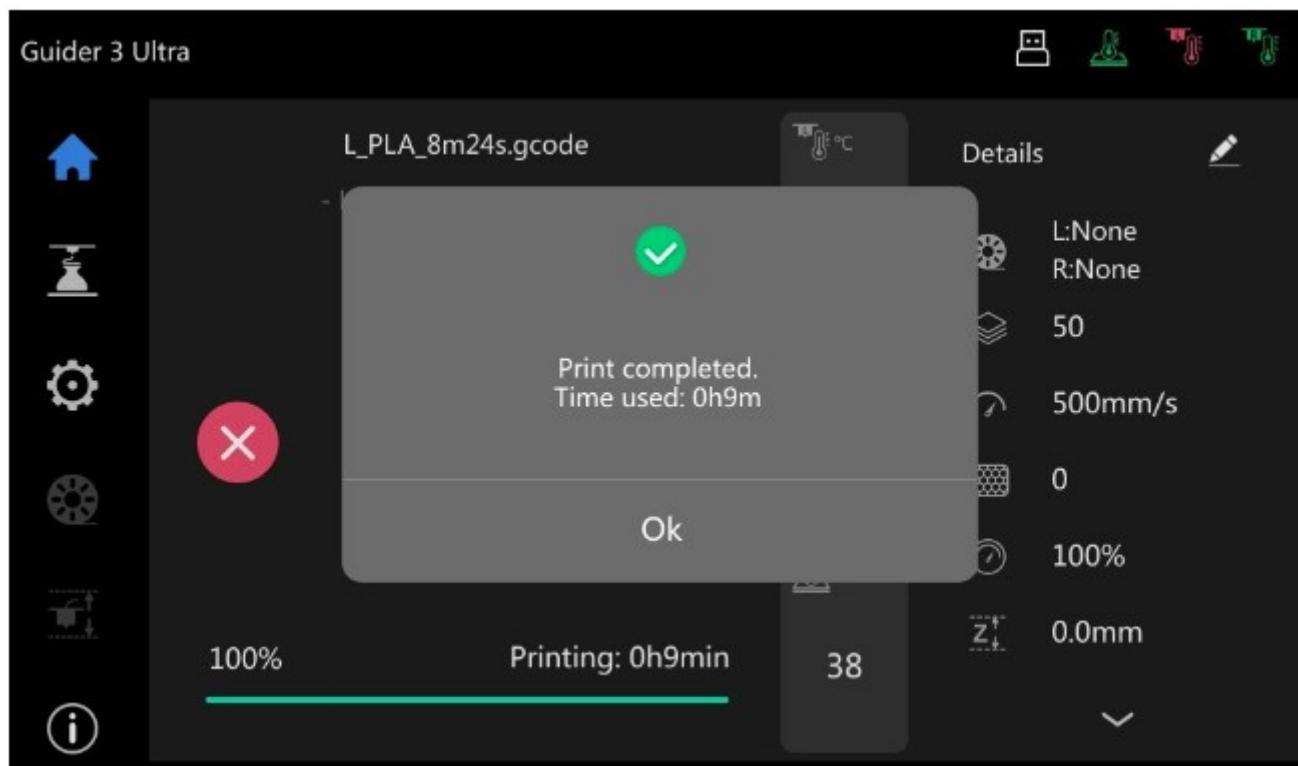 Guider 3 Ultra
L_PLA_8m24s.gcode
°C
Details
L:None
R:None
50
Print completed.
Time used: 0h9m
500mm/s
0
Ok
100%
0.0mm
100%
Printing: 0h9min
38